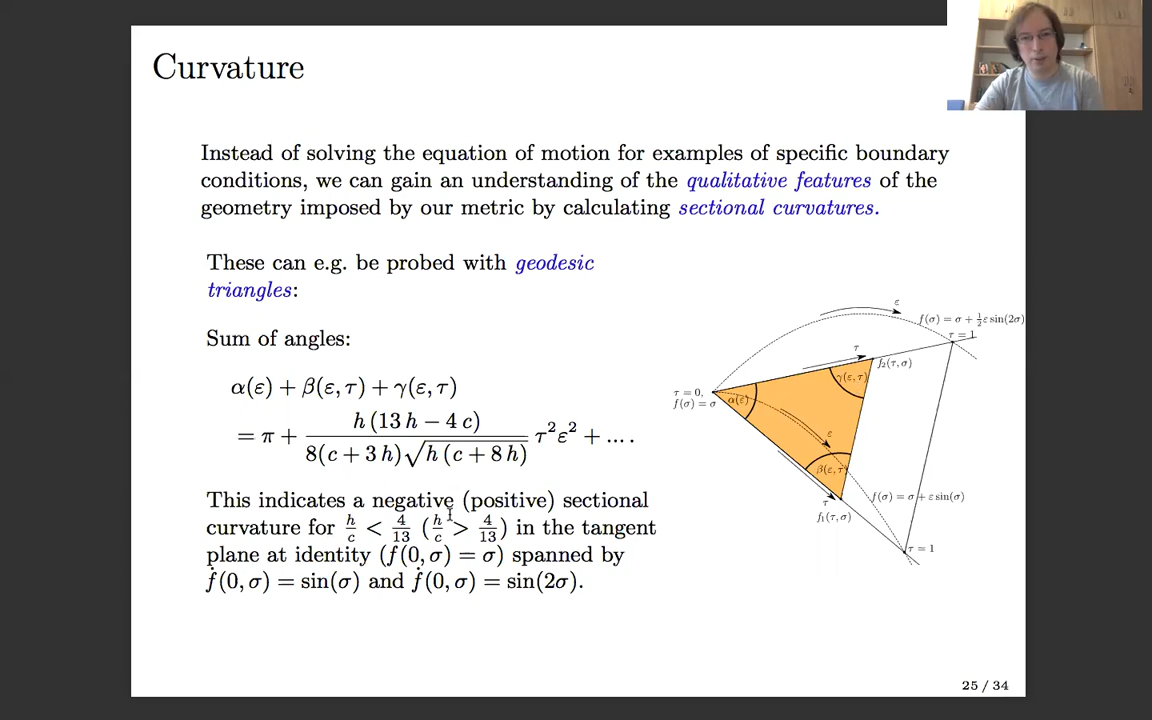 Curvature
Instead of solving the equation of motion for examples of specific boundary
conditions, we can gain an understanding of the qualitative features of the
geometry imposed by our metric by calculating sectional curvatures.
These can e.g. be probed with geodesic
triangles:
Sum of angles:
α(ε) + β(ε, τ) + γ(ε, τ)
= π + h (13 h − 4 c) / 8(c + 3 h)√h (c + 8 h) τ²ε² + ... .
This indicates a negative (positive) sectional
curvature for h/c < 4/13 (h/c > 4/13) in the tangent
plane at identity (f(0, σ) = σ) spanned by
ḟ(0, σ) = sin(σ) and ḟ(0, σ) = sin(2σ).
ε
f(σ) = σ + ½ε sin(2σ)
τ = 1
τ
f₂(τ, σ)
γ(ε, τ)
τ = 0,
f(σ) = σ
α(ε)
ε
β(ε, τ)
f(σ) = σ + ε sin(σ)
τ
f₁(τ, σ)
τ = 1
25 / 34